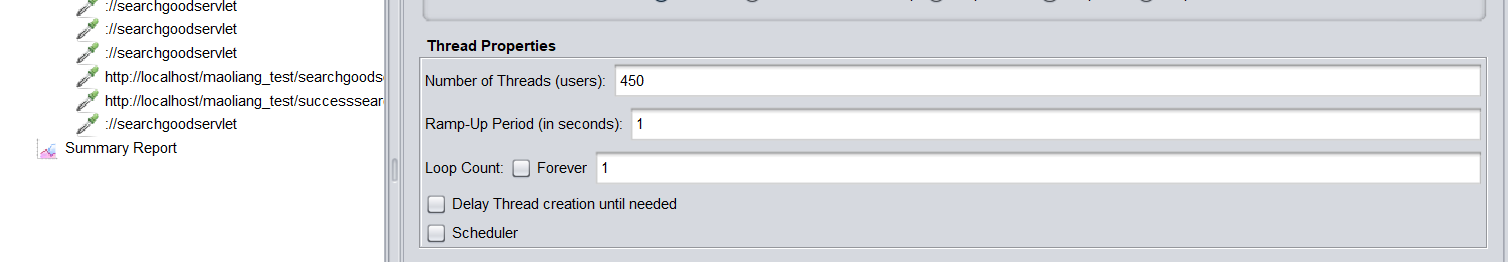 ://searchgoodservlet
://searchgoodservlet
://searchgoodservlet
http://localhost/maoliang_test/searchgoods
http://localhost/maoliang_test/successsear
://searchgoodservlet
Summary Report
Thread Properties
Number of Threads (users): 450
Ramp-Up Period (in seconds): 1
Loop Count: Forever 1
Delay Thread creation until needed
Scheduler